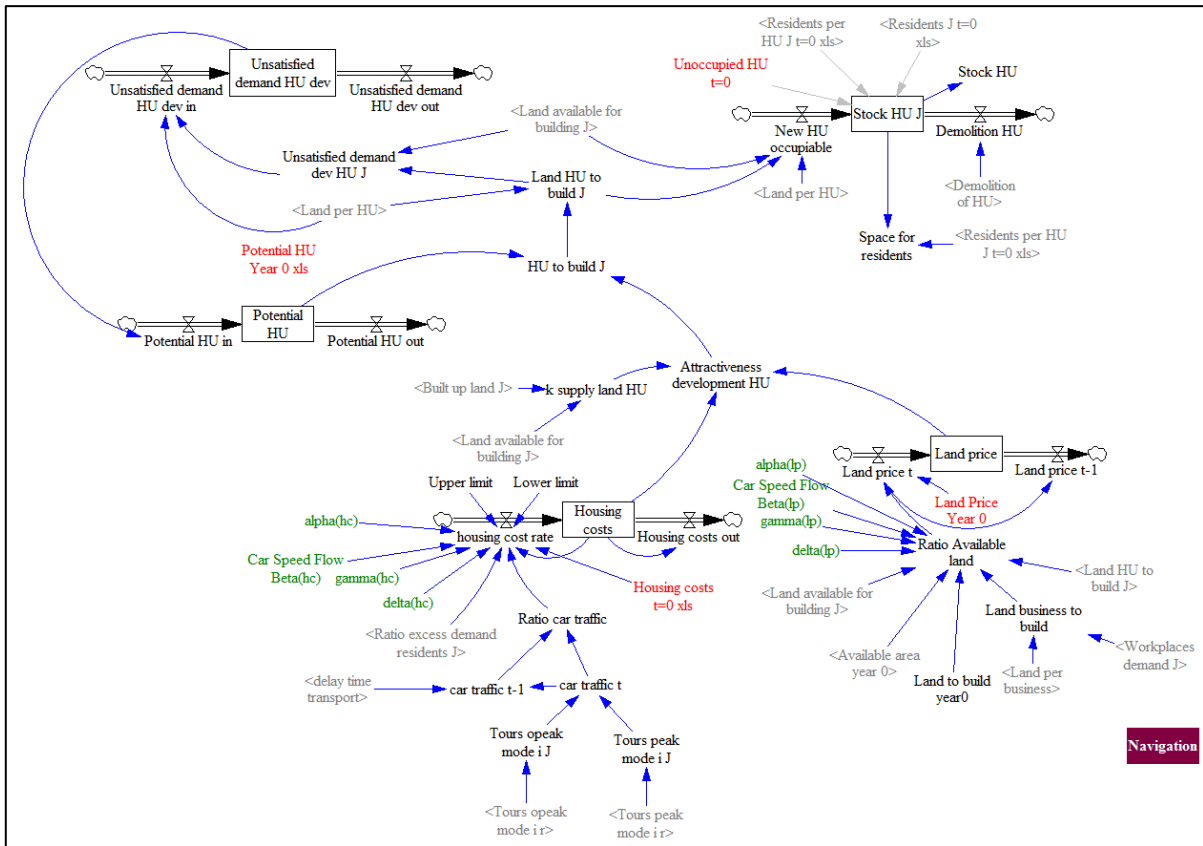 Unsatisfied
demand HU dev
Unsatisfied demand
HU dev in
Unsatisfied demand
HU dev out
<Residents per
HU J t=0 xls>
<Residents J t=0
xls>
Unoccupied HU
t=0
Stock HU
Stock HU J
New HU
occupiable
Demolition HU
<Land available for
building J>
Unsatisfied demand
dev HU J
Land HU to
build J
<Land per HU>
<Land per HU>
<Demolition
of HU>
Space for
residents
<Residents per HU
J t=0 xls>
Potential HU
Year 0 xls
HU to build J
Potential
HU
Potential HU in
Potential HU out
Attractiveness
development HU
<Built up land J>
k supply land HU
<Land available for
building J>
Upper limit
Lower limit
Land price
Land price t
Land price t-1
alpha(lp)
Car Speed Flow
Beta(lp)
gamma(lp)
delta(lp)
Land Price
Year 0
Ratio Available
land
alpha(hc)
Housing
costs
housing cost rate
Housing costs out
Car Speed Flow
Beta(hc)
gamma(hc)
delta(hc)
Housing costs
t=0 xls
<Ratio excess demand
residents J>
Ratio car traffic
<Land available for
building J>
<Land HU to
build J>
Land business to
build
<Available area
year 0>
<Workplaces
demand J>
<Land per
business>
Land to build
year0
<delay time
transport>
car traffic t-1
car traffic t
Tours opeak
mode i J
Tours peak
mode i J
<Tours opeak
mode i r>
<Tours peak
mode i r>
Navigation